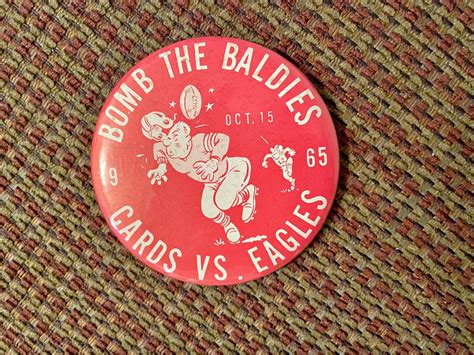 BOMB THE BALDIES
OCT. 15
19 65
CARDS VS. EAGLES